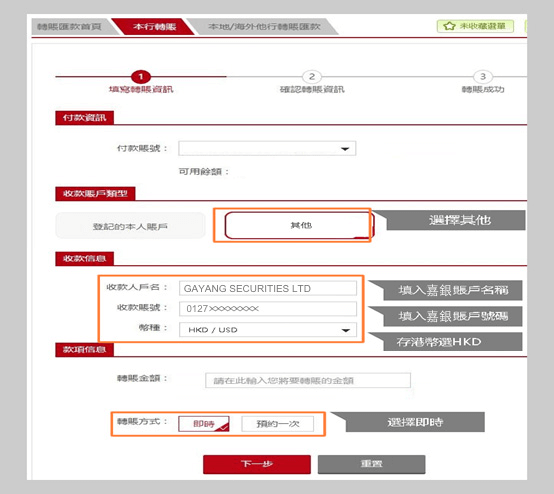 轉賬匯款首頁 本行轉賬 本地/海外他行轉賬匯款 未收藏選單
1 2 3
填寫轉賬資訊 確認轉賬資訊 轉賬成功
付款資訊
付款賬號：
可用餘額：
收款賬戶類型
登記的本人賬戶 其他 選擇其他
收款信息
收款人戶名： GAYANG SECURITIES LTD 填入嘉銀賬戶名稱
收款賬號： 0127xxxxxxxx 填入嘉銀賬戶號碼
幣種： HKD / USD 存港幣選HKD
款項信息
轉賬金額： 請在此輸入您將要轉賬的金額
轉賬方式： 即時 預約一次 選擇即時
下一步 重置